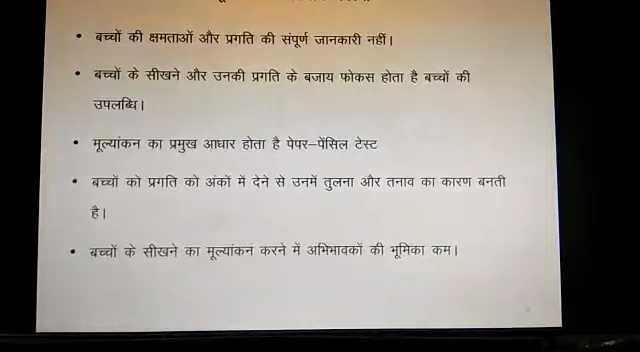 • बच्चों की क्षमताओं और प्रगति की संपूर्ण जानकारी नहीं।
• बच्चों के सीखने और उनकी प्रगति के बजाय फोकस होता है बच्चों की
उपलब्धि।
• मूल्यांकन का प्रमुख आधार होता है पेपर–पेंसिल टेस्ट
• बच्चों को प्रगति को अंकों में देने से उनमें तुलना और तनाव का कारण बनती
है।
• बच्चों के सीखने का मूल्यांकन करने में अभिभावकों की भूमिका कम।